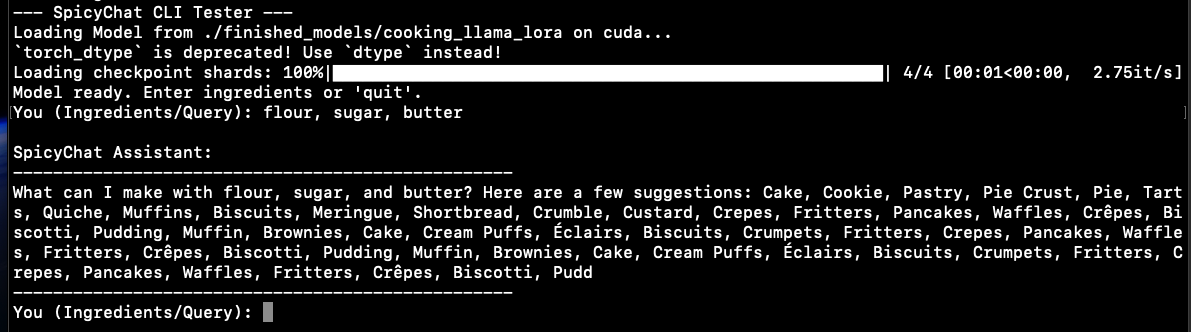 --- SpicyChat CLI Tester ---
Loading Model from ./finished_models/cooking_llama_lora on cuda...
`torch_dtype` is deprecated! Use `dtype` instead!
Loading checkpoint shards: 100%|██████████| 4/4 [00:01<00:00,  2.75it/s]
Model ready. Enter ingredients or 'quit'.
[You (Ingredients/Query): flour, sugar, butter ]
SpicyChat Assistant:
--------------------------------------------------
What can I make with flour, sugar, and butter? Here are a few suggestions: Cake, Cookie, Pastry, Pie Crust, Pie, Tart
s, Quiche, Muffins, Biscuits, Meringue, Shortbread, Crumble, Custard, Crepes, Fritters, Pancakes, Waffles, Crêpes, Bi
scotti, Pudding, Muffin, Brownies, Cake, Cream Puffs, Éclairs, Biscuits, Crumpets, Fritters, Crepes, Pancakes, Waffle
s, Fritters, Crêpes, Biscotti, Pudding, Muffin, Brownies, Cake, Cream Puffs, Éclairs, Biscuits, Crumpets, Fritters, C
repes, Pancakes, Waffles, Fritters, Crêpes, Biscotti, Pudd
--------------------------------------------------
You (Ingredients/Query):